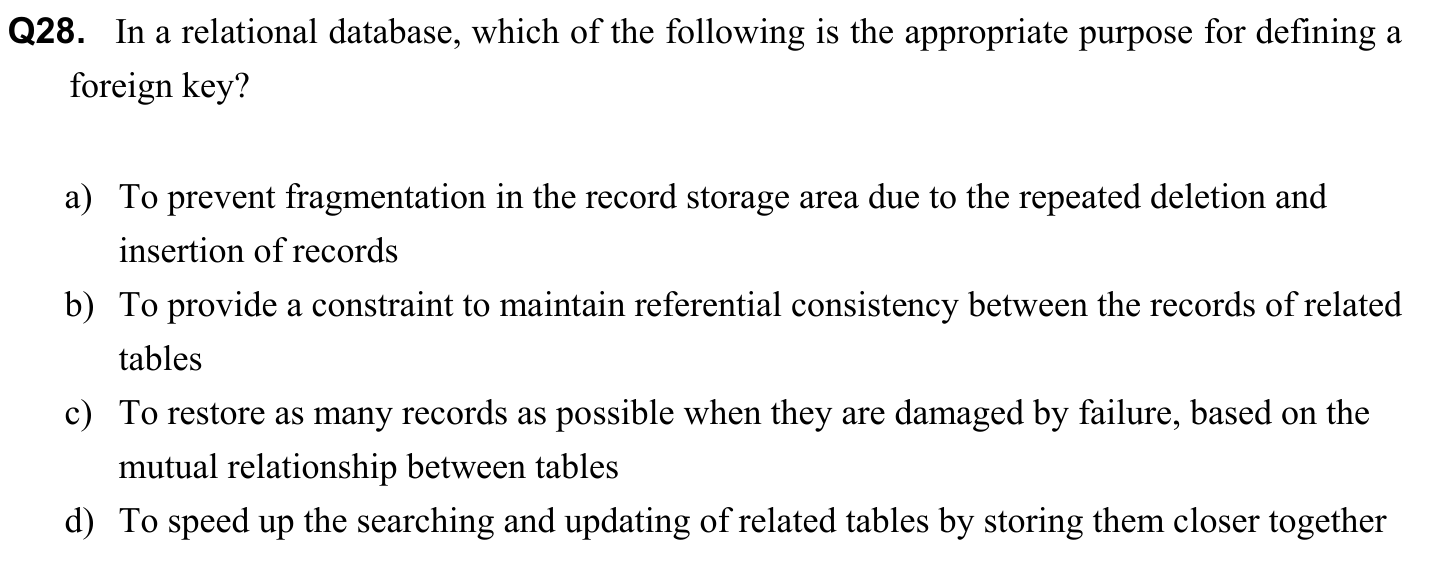 Q28. In a relational database, which of the following is the appropriate purpose for defining a
foreign key?
a) To prevent fragmentation in the record storage area due to the repeated deletion and
insertion of records
b) To provide a constraint to maintain referential consistency between the records of related
tables
c) To restore as many records as possible when they are damaged by failure, based on the
mutual relationship between tables
d) To speed up the searching and updating of related tables by storing them closer together